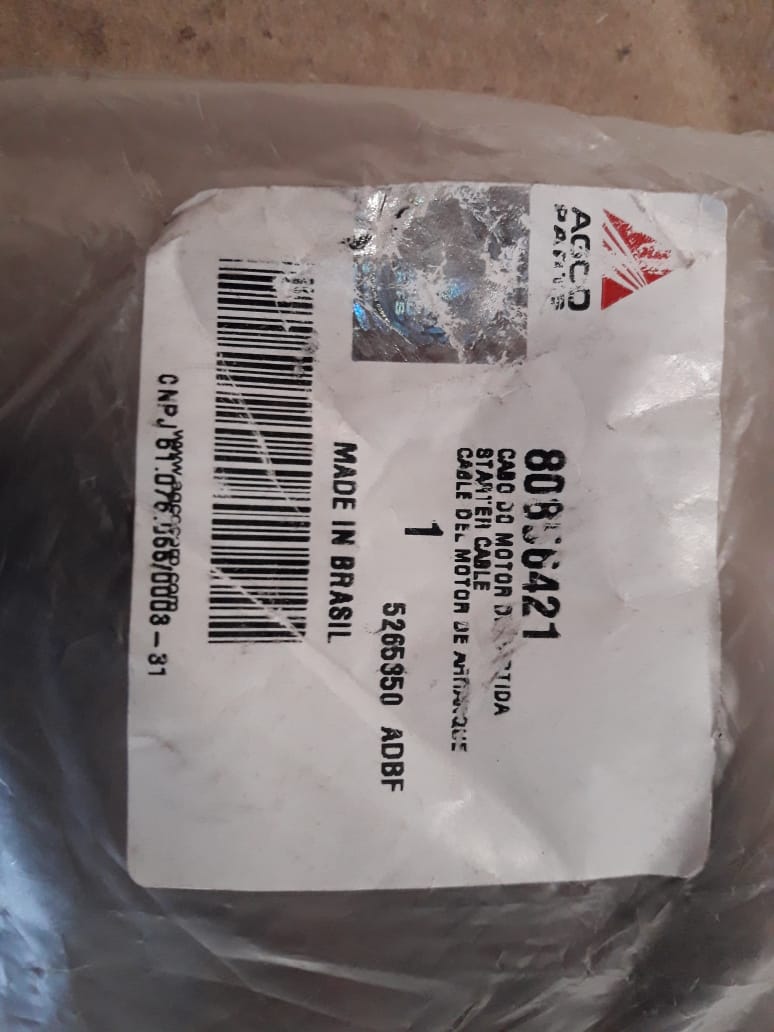 AGCO
PARTS
CABO DO MOTOR DE PARTIDA
STARTER CABLE
CABLE DEL MOTOR DE ARRANQUE
1
5265350 ADBF
MADE IN BRASIL